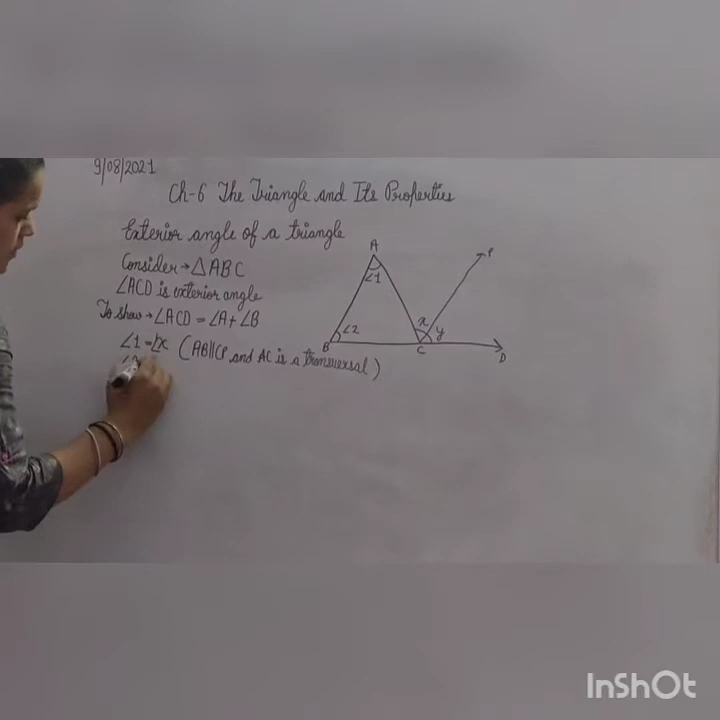 9/08/2021
Ch-6 The Triangle and Its Properties
Exterior angle of a triangle
Consider → △ABC
∠ACD is exterior angle
To show → ∠ACD = ∠A + ∠B
∠1 = ∠x (AB||CP and AC is a transversal)
A
∠1
P
∠2
x
y
B
C
D
InShOt